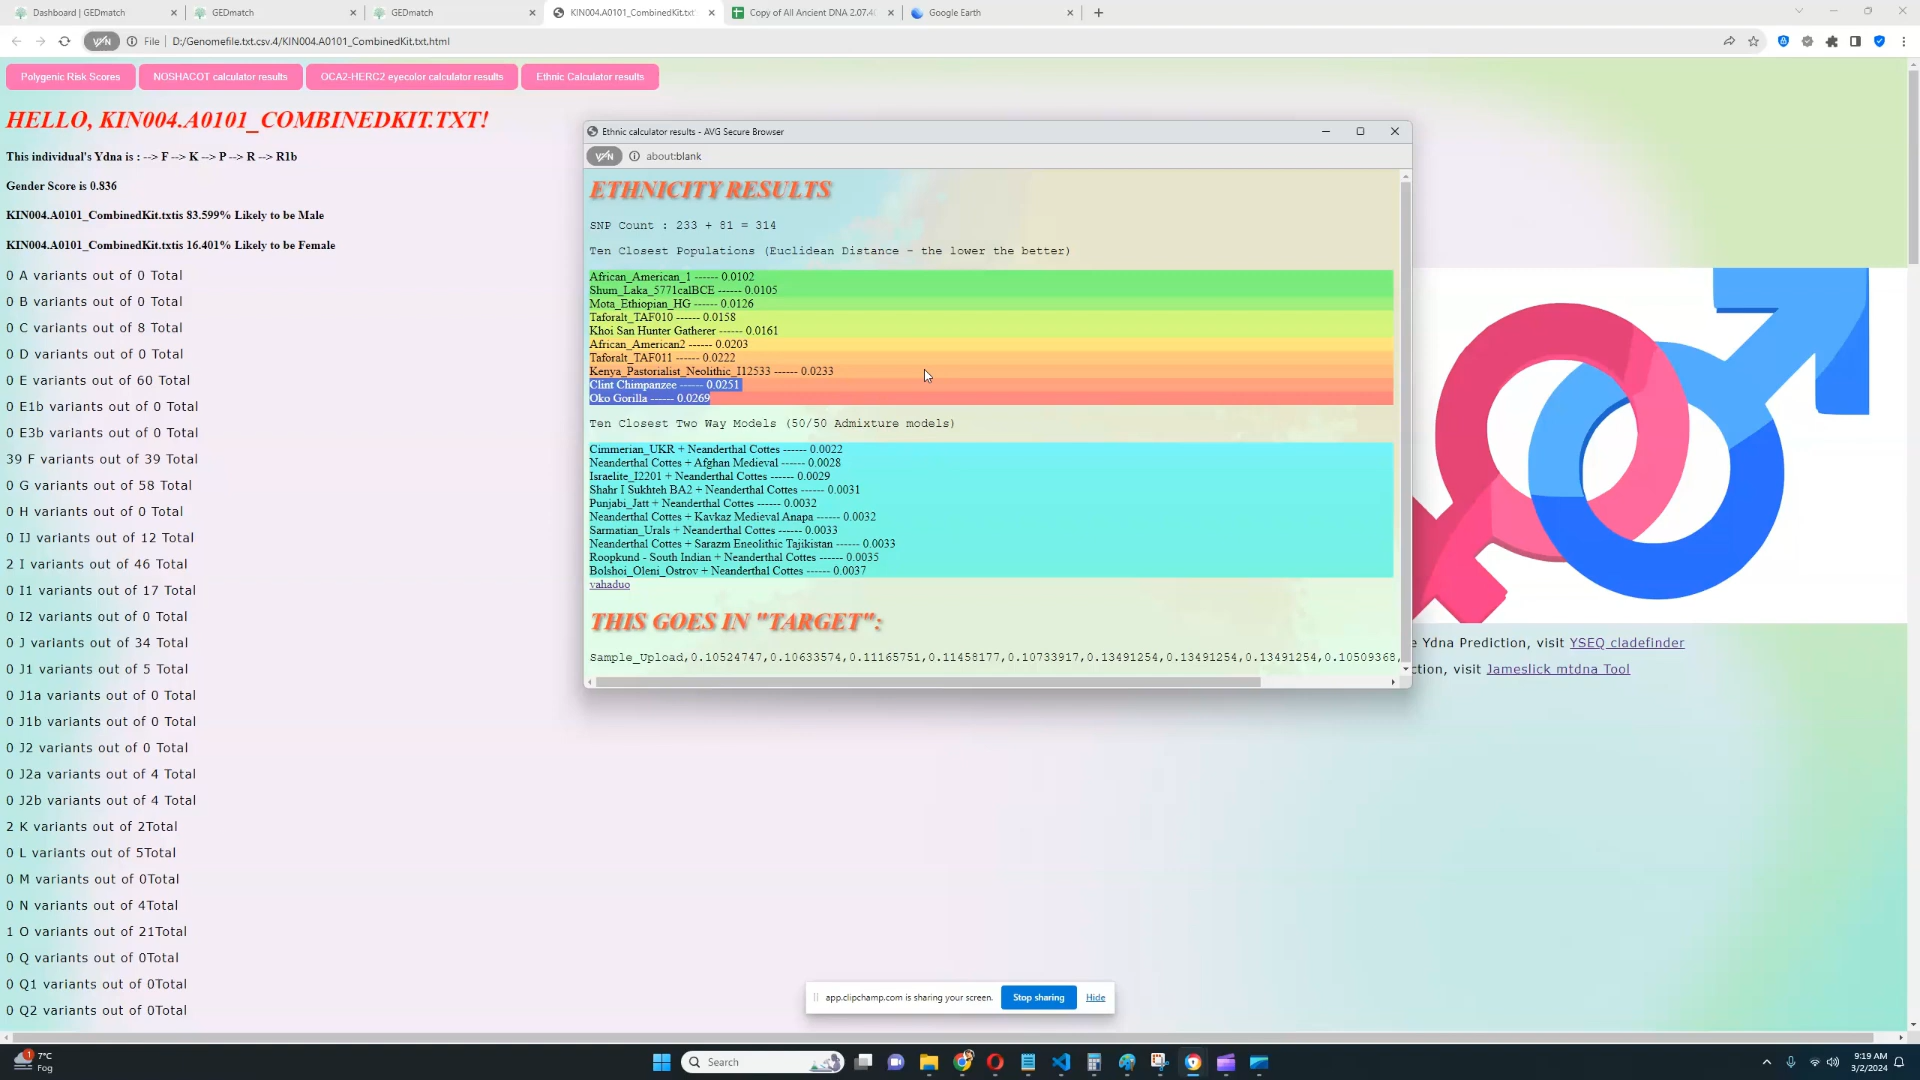 Dashboard | GEDmatch
GEDmatch
GEDmatch
KIN004.A0101_CombinedKit.txt
Copy of All Ancient DNA 2.07.40
Google Earth
File
D:/Genomefile.txt.csv.4/KIN004.A0101_CombinedKit.txt.html
Polygenic Risk Scores
NOSHACOT calculator results
OCA2-HERC2 eyecolor calculator results
Ethnic Calculator results
HELLO, KIN004.A0101_COMBINEDKIT.TXT!
This individual's Ydna is : --> F --> K --> P --> R --> R1b
Gender Score is 0.836
KIN004.A0101_CombinedKit.txtis 83.599% Likely to be Male
KIN004.A0101_CombinedKit.txtis 16.401% Likely to be Female
0 A variants out of 0 Total
0 B variants out of 0 Total
0 C variants out of 8 Total
0 D variants out of 0 Total
0 E variants out of 60 Total
0 E1b variants out of 0 Total
0 E3b variants out of 0 Total
39 F variants out of 39 Total
0 G variants out of 58 Total
0 H variants out of 0 Total
0 IJ variants out of 12 Total
2 I variants out of 46 Total
0 I1 variants out of 17 Total
0 I2 variants out of 0 Total
0 J variants out of 34 Total
0 J1 variants out of 5 Total
0 J1a variants out of 0 Total
0 J1b variants out of 0 Total
0 J2 variants out of 0 Total
0 J2a variants out of 4 Total
0 J2b variants out of 4 Total
2 K variants out of 2Total
0 L variants out of 5Total
0 M variants out of 0Total
0 N variants out of 4Total
1 O variants out of 21Total
0 Q variants out of 0Total
0 Q1 variants out of 0Total
0 Q2 variants out of 0Total
Ethnic calculator results - AVG Secure Browser
about:blank
ETHNICITY RESULTS
SNP Count : 233 + 81 = 314
Ten Closest Populations (Euclidean Distance - the lower the better)
African_American_1 ------ 0.0102
Shum_Laka_5771calBCE ------ 0.0105
Mota_Ethiopian_HG ------ 0.0126
Taforalt_TAF010 ------ 0.0158
Khoi San Hunter Gatherer ------ 0.0161
African_American2 ------ 0.0203
Taforalt_TAF011 ------ 0.0222
Kenya_Pastorialist_Neolithic_I12533 ------ 0.0233
Clint Chimpanzee ------ 0.0251
Oko Gorilla ------ 0.0269
Ten Closest Two Way Models (50/50 Admixture models)
Cimmerian_UKR + Neanderthal Cottes ------ 0.0022
Neanderthal Cottes + Afghan Medieval ------ 0.0028
Israelite_I2201 + Neanderthal Cottes ------ 0.0029
Shahr I Sukhteh BA2 + Neanderthal Cottes ------ 0.0031
Punjabi_Jatt + Neanderthal Cottes ------ 0.0032
Neanderthal Cottes + Kavkaz Medieval Anapa ------ 0.0032
Sarmatian_Urals + Neanderthal Cottes ------ 0.0033
Neanderthal Cottes + Sarazm Eneolithic Tajikistan ------ 0.0033
Roopkund - South Indian + Neanderthal Cottes ------ 0.0035
Bolshoi_Oleni_Ostrov + Neanderthal Cottes ------ 0.0037
vahaduo
THIS GOES IN "TARGET":
Sample_Upload,0.10524747,0.10633574,0.11165751,0.11458177,0.10733917,0.13491254,0.13491254,0.13491254,0.10509368,
e Ydna Prediction, visit YSEQ cladefinder
ction, visit Jameslick mtdna Tool
app.clipchamp.com is sharing your screen.
Stop sharing
Hide
1
7°C
Fog
Search
9:19 AM
3/2/2024